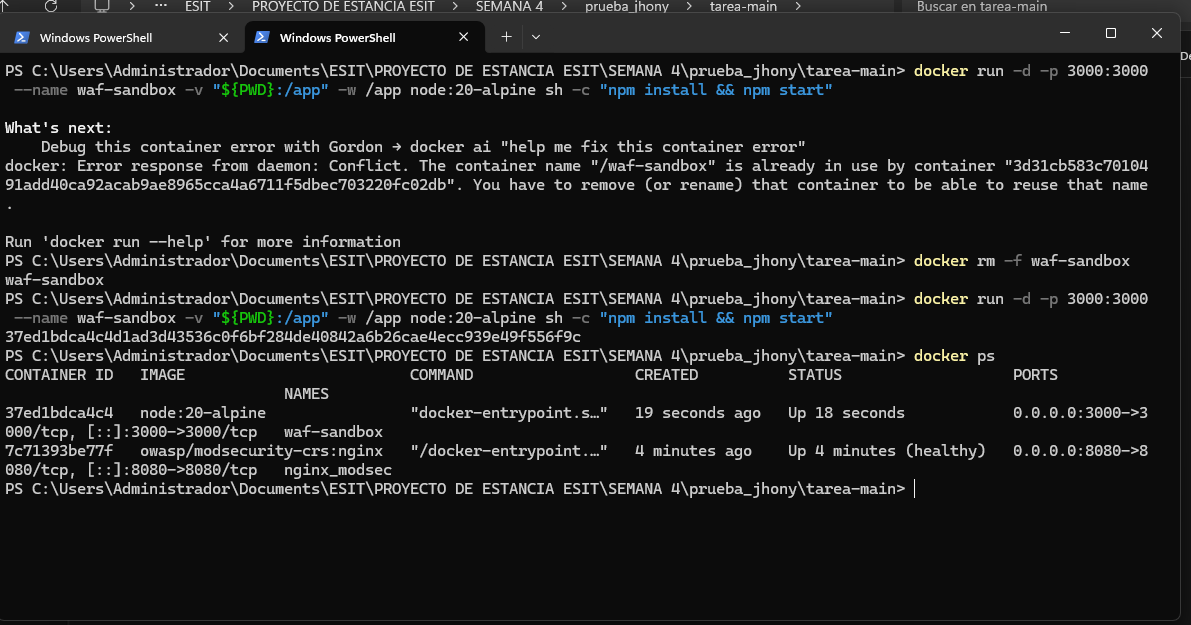 ESIT > PROYECTO DE ESTANCIA ESIT > SEMANA 4 > prueba_jhony > tarea-main > Buscar en tarea-main
Windows PowerShell
Windows PowerShell
PS C:\Users\Administrador\Documents\ESIT\PROYECTO DE ESTANCIA ESIT\SEMANA 4\prueba_jhony\tarea-main> docker run -d -p 3000:3000
--name waf-sandbox -v "${PWD}:/app" -w /app node:20-alpine sh -c "npm install && npm start"
What's next:
Debug this container error with Gordon → docker ai "help me fix this container error"
docker: Error response from daemon: Conflict. The container name "/waf-sandbox" is already in use by container "3d31cb583c70104
91add40ca92acab9ae8965cca4a6711f5dbec703220fc02db". You have to remove (or rename) that container to be able to reuse that name
.
Run 'docker run --help' for more information
PS C:\Users\Administrador\Documents\ESIT\PROYECTO DE ESTANCIA ESIT\SEMANA 4\prueba_jhony\tarea-main> docker rm -f waf-sandbox
waf-sandbox
PS C:\Users\Administrador\Documents\ESIT\PROYECTO DE ESTANCIA ESIT\SEMANA 4\prueba_jhony\tarea-main> docker run -d -p 3000:3000
--name waf-sandbox -v "${PWD}:/app" -w /app node:20-alpine sh -c "npm install && npm start"
37ed1bdca4c4d1ad3d43536c0f6bf284de40842a6b26cae4ecc939e49f556f9c
PS C:\Users\Administrador\Documents\ESIT\PROYECTO DE ESTANCIA ESIT\SEMANA 4\prueba_jhony\tarea-main> docker ps
CONTAINER ID   IMAGE                         COMMAND                  CREATED          STATUS                   PORTS
NAMES
37ed1bdca4c4   node:20-alpine                "docker-entrypoint.s…"   19 seconds ago   Up 18 seconds            0.0.0.0:3000->3
000/tcp, [::]:3000->3000/tcp   waf-sandbox
7c71393be77f   owasp/modsecurity-crs:nginx   "/docker-entrypoint.…"   4 minutes ago    Up 4 minutes (healthy)   0.0.0.0:8080->8
080/tcp, [::]:8080->8080/tcp   nginx_modsec
PS C:\Users\Administrador\Documents\ESIT\PROYECTO DE ESTANCIA ESIT\SEMANA 4\prueba_jhony\tarea-main>